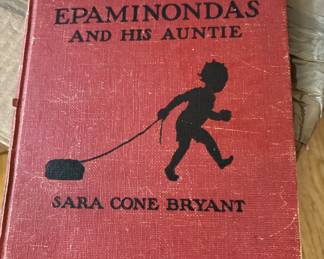 EPAMINONDAS
AND HIS AUNTIE
SARA CONE BRYANT